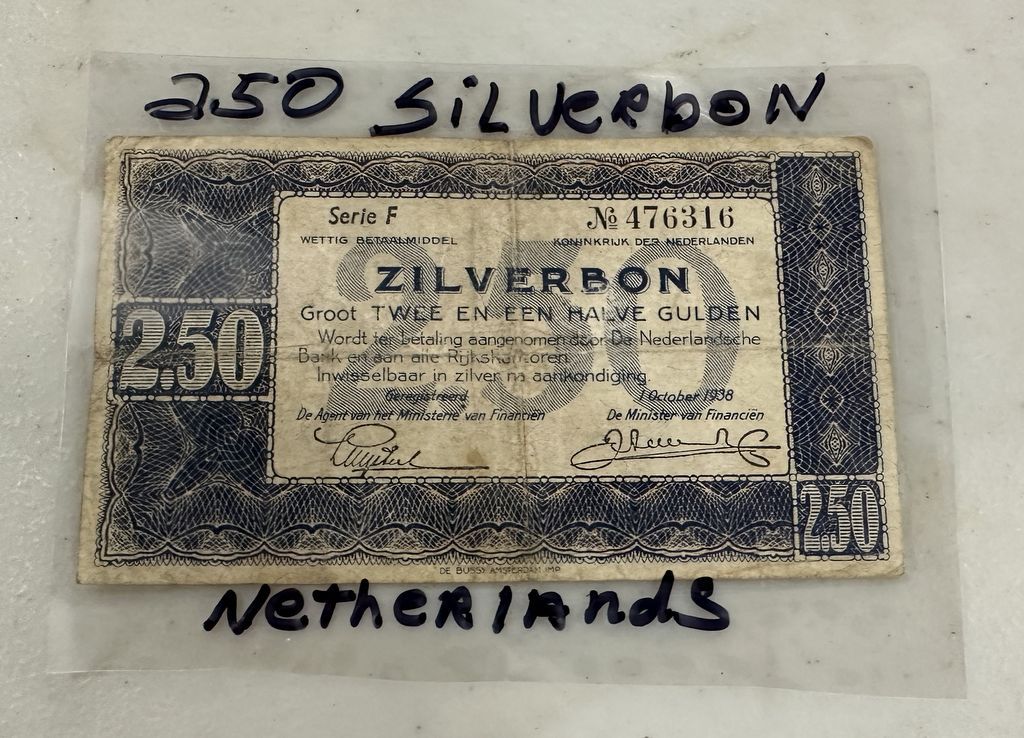 250 SiLVERbON
Serie F
№ 476316
WETTIG BETAALMIDDEL
KONINKRIJK DER NEDERLANDEN
250
ZILVERBON
Groot TWEE EN EEN HALVE GULDEN
Wordt ter betaling aangenomen door De Nederlandsche
Bank en aan alle Rijkskantoren.
Inwisselbaar in zilver na aankondiging.
2.50
Geregistreerd
1 October 1938
De Agent van het Ministerie van Financiën
De Minister van Financiën
2.50
DE BUSSY AMSTERDAM IMP.
NetherlAndS